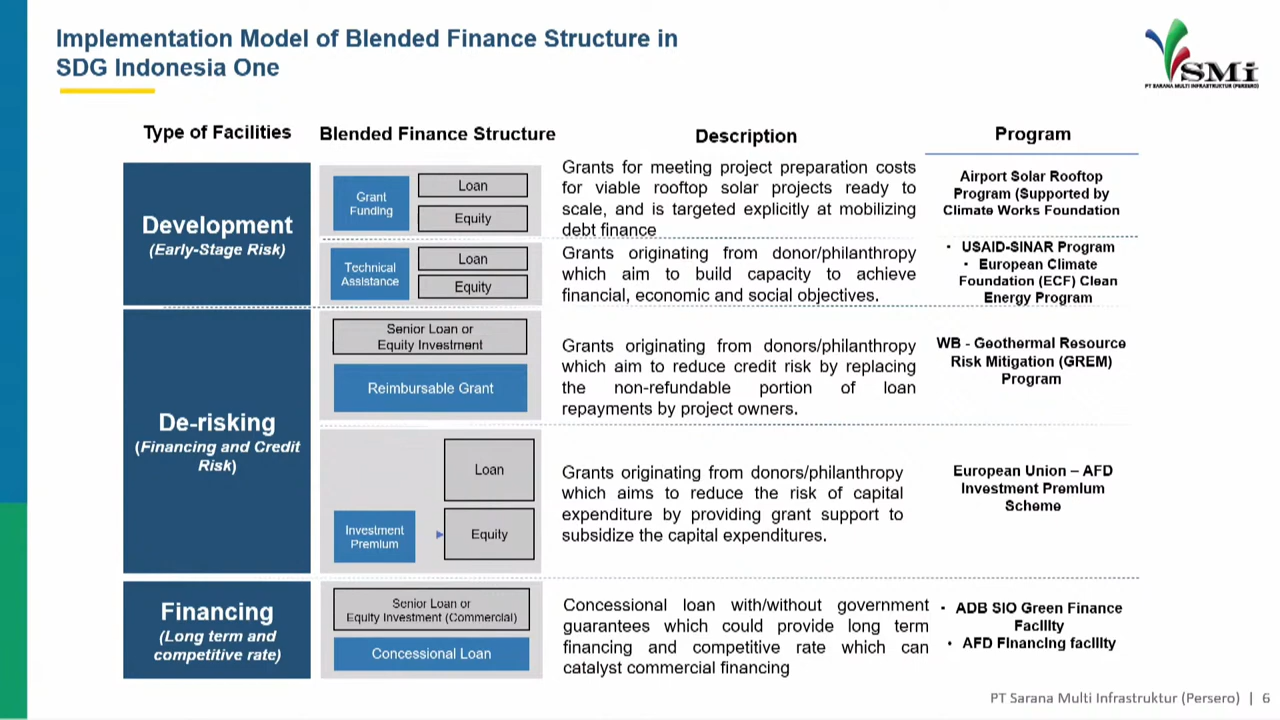 Implementation Model of Blended Finance Structure in
SDG Indonesia One
SMi
PT SARANA MULTI INFRASTRUKTUR (PERSERO)
Type of Facilities
Blended Finance Structure
Description
Program
Development
(Early-Stage Risk)
Grant
Funding
Loan
Equity
Grants for meeting project preparation costs
for viable rooftop solar projects ready to
scale, and is targeted explicitly at mobilizing
debt finance
Airport Solar Rooftop
Program (Supported by
Climate Works Foundation
Technical
Assistance
Loan
Equity
Grants originating from donor/philanthropy
which aim to build capacity to achieve
financial, economic and social objectives.
• USAID-SINAR Program
• European Climate
Foundation (ECF) Clean
Energy Program
De-risking
(Financing and Credit
Risk)
Senior Loan or
Equity Investment
Reimbursable Grant
Grants originating from donors/philanthropy
which aim to reduce credit risk by replacing
the non-refundable portion of loan
repayments by project owners.
WB - Geothermal Resource
Risk Mitigation (GREM)
Program
Loan
Investment
Premium
Equity
Grants originating from donors/philanthropy
which aims to reduce the risk of capital
expenditure by providing grant support to
subsidize the capital expenditures.
European Union – AFD
Investment Premium
Scheme
Financing
(Long term and
competitive rate)
Senior Loan or
Equity Investment (Commercial)
Concessional Loan
Concessional loan with/without government
guarantees which could provide long term
financing and competitive rate which can
catalyst commercial financing
• ADB SIO Green Finance
Facility
• AFD Financing facility
PT Sarana Multi Infrastruktur (Persero) | 6